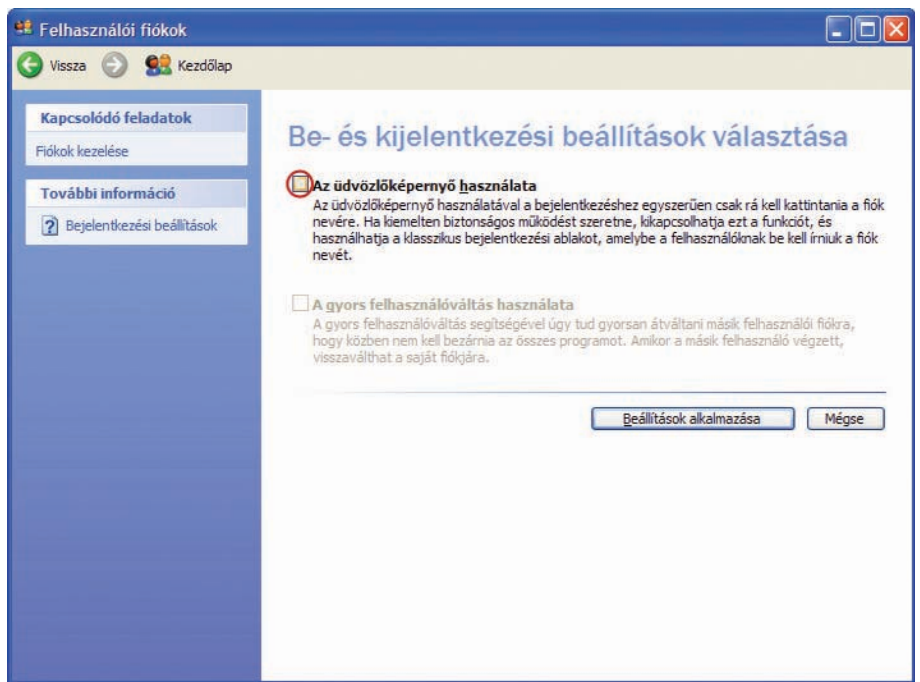 Felhasználói fiókok
Vissza
Kezdőlap
Kapcsolódó feladatok
Fiókok kezelése
További információ
Bejelentkezési beállítások
Be- és kijelentkezési beállítások választása
Az üdvözlőképernyő használata
Az üdvözlőképernyő használatával a bejelentkezéshez egyszerűen csak rá kell kattintania a fiók
nevére. Ha kiemelten biztonságos működést szeretne, kikapcsolhatja ezt a funkciót, és
használhatja a klasszikus bejelentkezési ablakot, amelybe a felhasználóknak be kell írniuk a fiók
nevét.
A gyors felhasználóváltás használata
A gyors felhasználóváltás segítségével úgy tud gyorsan átváltani másik felhasználói fiókra,
hogy közben nem kell bezárnia az összes programot. Amikor a másik felhasználó végzett,
visszaválthat a saját fiókjára.
Beállítások alkalmazása
Mégse